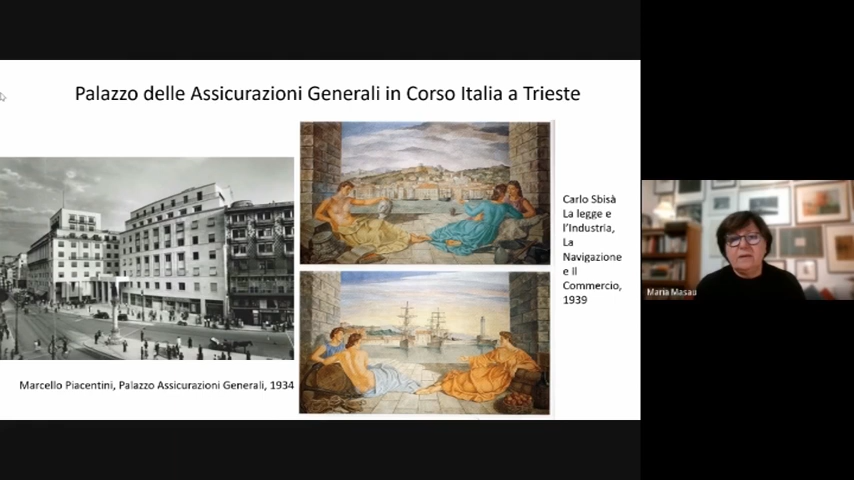 Palazzo delle Assicurazioni Generali in Corso Italia a Trieste
Carlo Sbisà
La legge e
l'Industria,
La
Navigazione
e Il
Commercio,
1939
Marcello Piacentini, Palazzo Assicurazioni Generali, 1934
Maria Masau